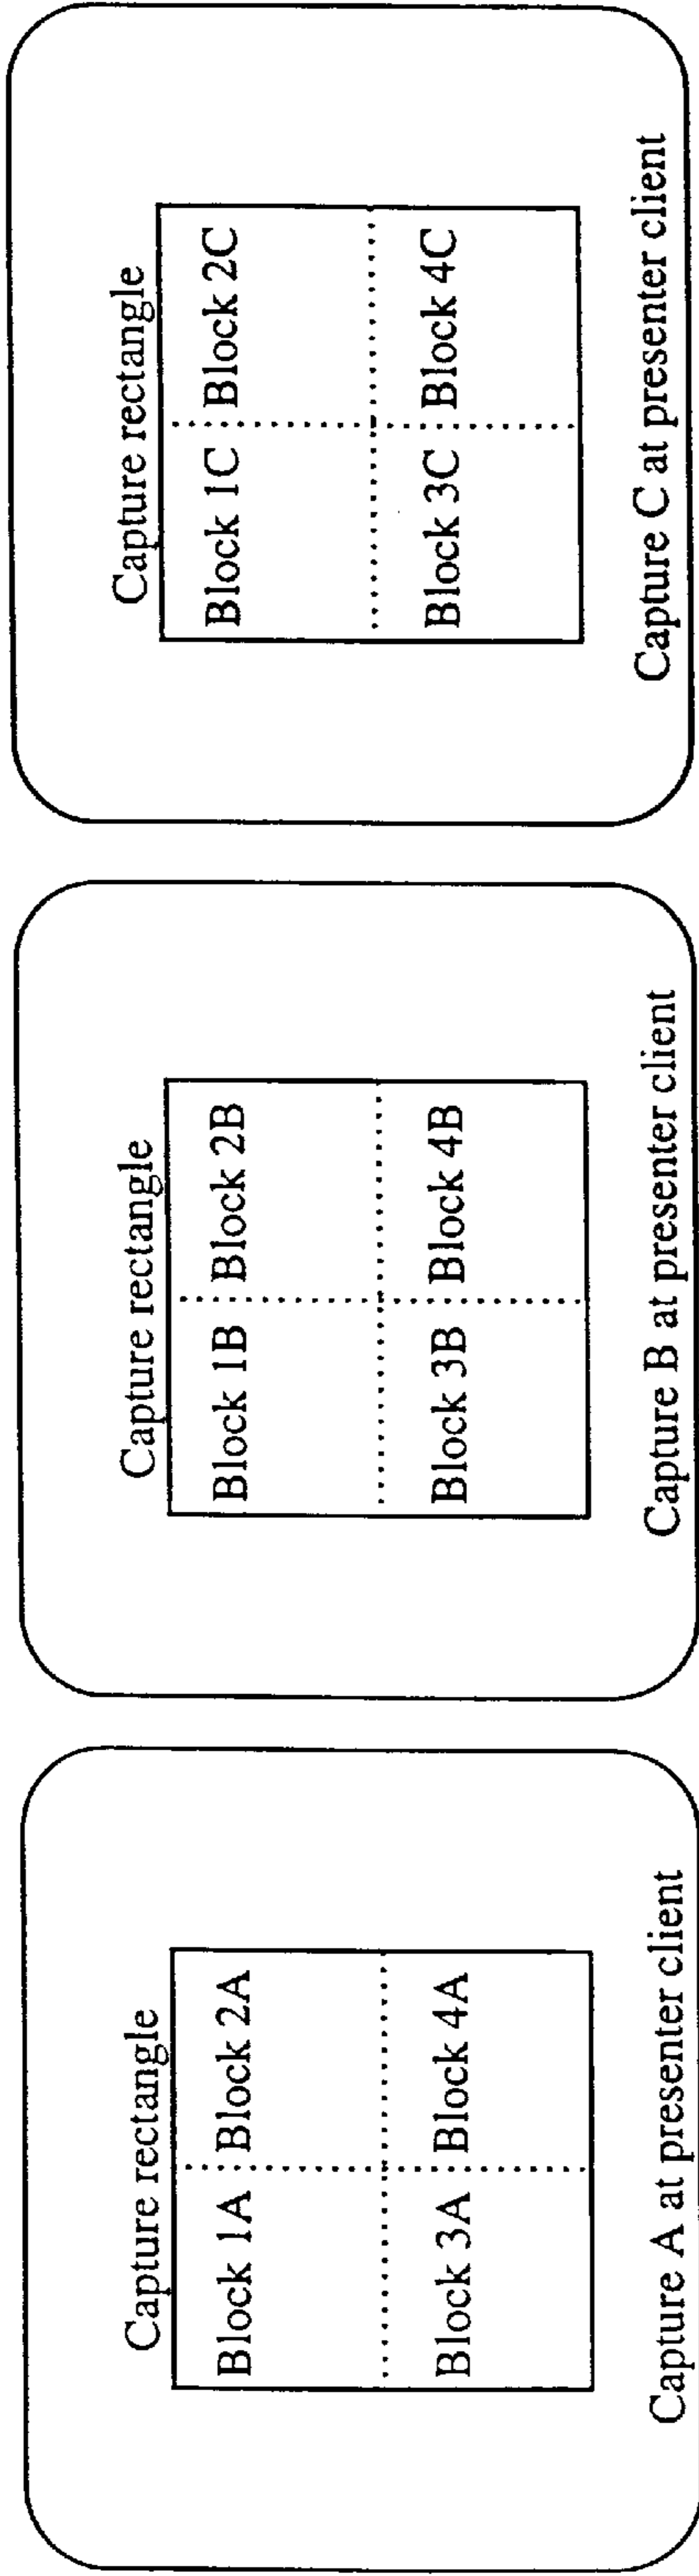 Capture rectangle
Block 1A Block 2A
Block 3A Block 4A
Capture A at presenter client
Capture rectangle
Block 1B Block 2B
Block 3B Block 4B
Capture B at presenter client
Capture rectangle
Block 1C Block 2C
Block 3C Block 4C
Capture C at presenter client